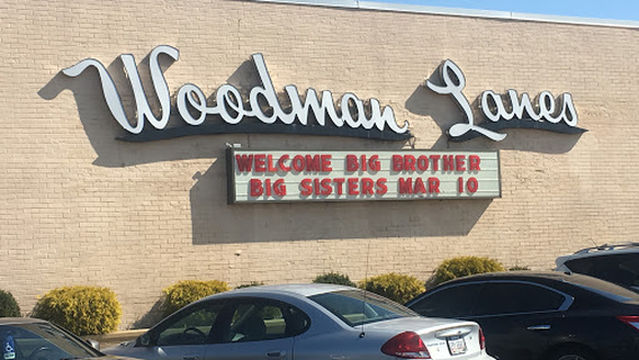 Woodman Lanes
WELCOME BIG BROTHER
BIG SISTERS MAR 10